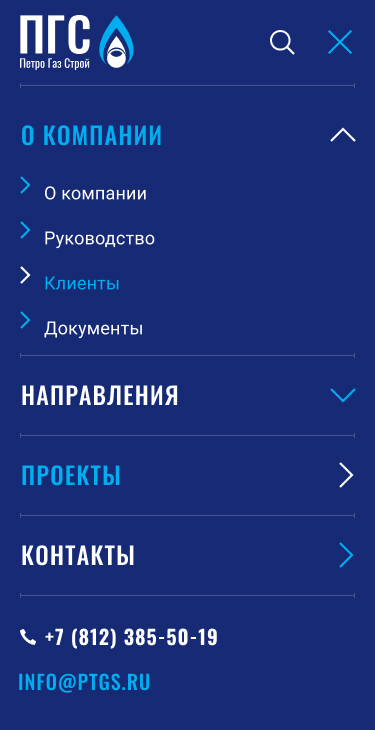 ПГС
Петро Газ Строй
О КОМПАНИИ
О компании
Руководство
Клиенты
Документы
НАПРАВЛЕНИЯ
ПРОЕКТЫ
КОНТАКТЫ
+7 (812) 385-50-19
INFO@PTGS.RU